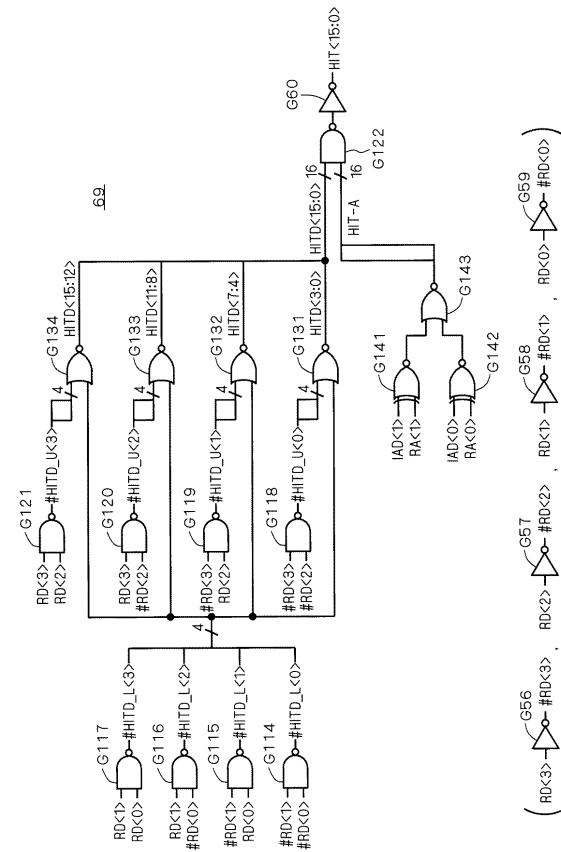 69
G121
RD<3>
RD<2>
#HITD_U<3>
4
G134
HITD<15:12>
G120
RD<3>
#RD<2>
#HITD_U<2>
4
G133
HITD<11:8>
G119
#RD<3>
RD<2>
#HITD_U<1>
4
G132
HITD<7:4>
G118
#RD<3>
#RD<2>
#HITD_U<0>
4
G131
HITD<3:0>
G117
RD<1>
RD<0>
#HITD_L<3>
4
G116
RD<1>
#RD<0>
#HITD_L<2>
G115
#RD<1>
RD<0>
#HITD_L<1>
G114
#RD<1>
#RD<0>
#HITD_L<0>
HITD<15:0>
16
HIT-A
16
G122
G60
HIT<15:0>
IAD<1>
RA<1>
G141
IAD<0>
RA<0>
G142
G143
( RD<3> G56 #RD<3> , RD<2> G57 #RD<2> , RD<1> G58 #RD<1> , RD<0> G59 #RD<0> )